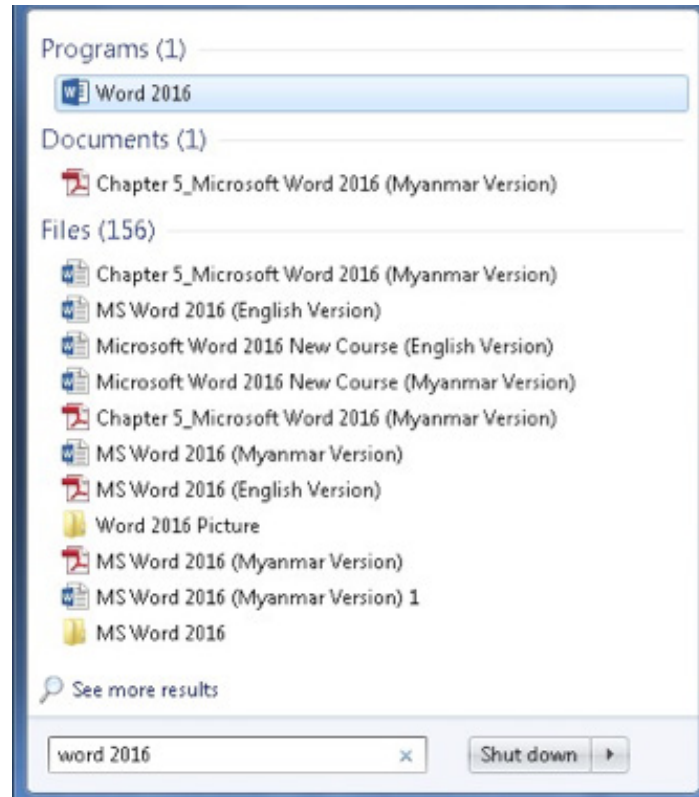 Programs (1)
Word 2016
Documents (1)
Chapter 5_Microsoft Word 2016 (Myanmar Version)
Files (156)
Chapter 5_Microsoft Word 2016 (Myanmar Version)
MS Word 2016 (English Version)
Microsoft Word 2016 New Course (English Version)
Microsoft Word 2016 New Course (Myanmar Version)
Chapter 5_Microsoft Word 2016 (Myanmar Version)
MS Word 2016 (Myanmar Version)
MS Word 2016 (English Version)
Word 2016 Picture
MS Word 2016 (Myanmar Version)
MS Word 2016 (Myanmar Version) 1
MS Word 2016
See more results
word 2016
Shut down